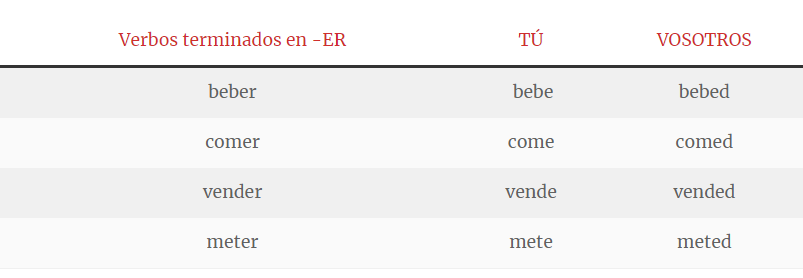 Verbos terminados en -ER TÚ VOSOTROS
beber bebe bebed
comer come comed
vender vende vended
meter mete meted